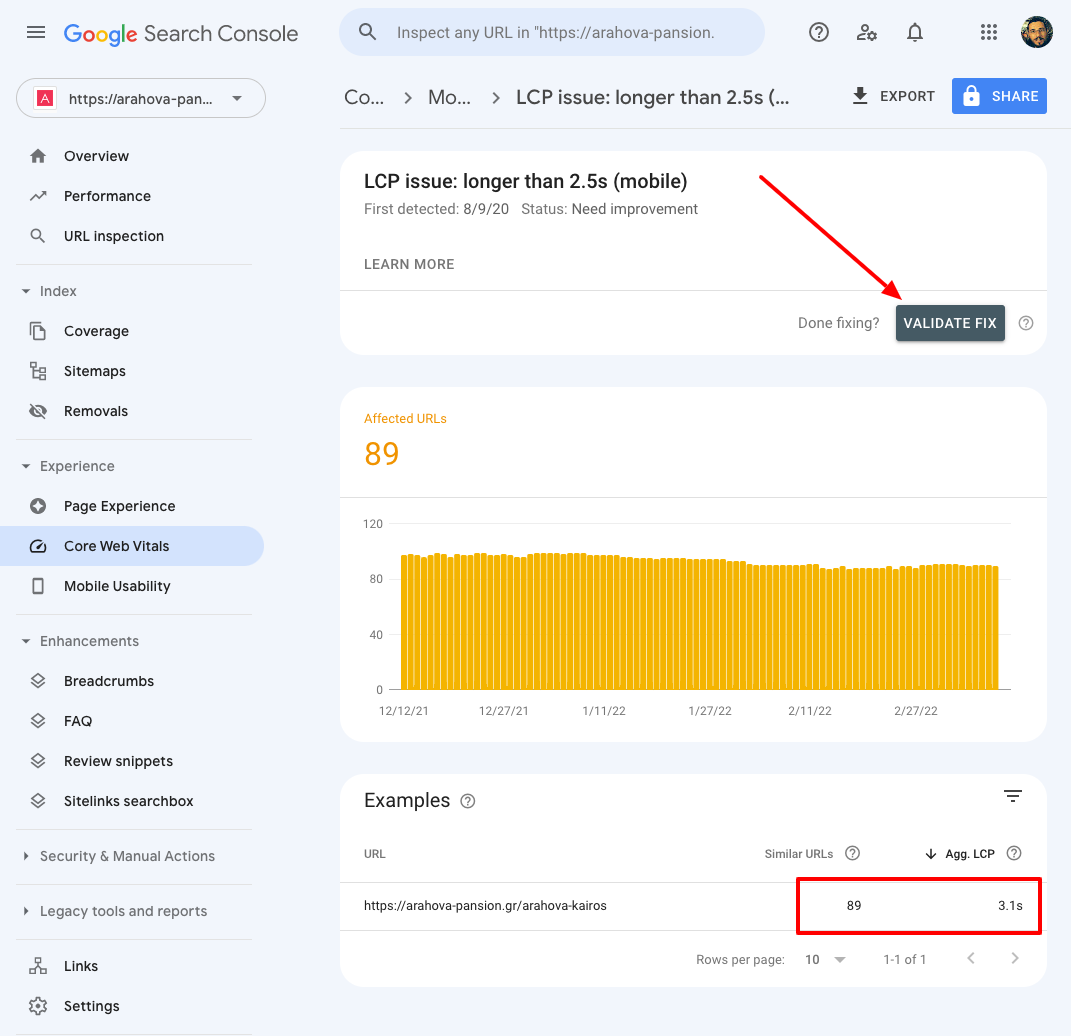 Google Search Console
Inspect any URL in "https://arahova-pansion.
A https://arahova-pan...
Co... Mo... LCP issue: longer than 2.5s (...
EXPORT
SHARE
Overview
Performance
URL inspection
Index
Coverage
Sitemaps
Removals
Experience
Page Experience
Core Web Vitals
Mobile Usability
Enhancements
Breadcrumbs
FAQ
Review snippets
Sitelinks searchbox
Security & Manual Actions
Legacy tools and reports
Links
Settings
LCP issue: longer than 2.5s (mobile)
First detected: 8/9/20 Status: Need improvement
LEARN MORE
Done fixing? VALIDATE FIX
Affected URLs
89
120
80
40
0
12/12/21 12/27/21 1/11/22 1/27/22 2/11/22 2/27/22
Examples
URL Similar URLs Agg. LCP
https://arahova-pansion.gr/arahova-kairos 89 3.1s
Rows per page: 10 1-1 of 1